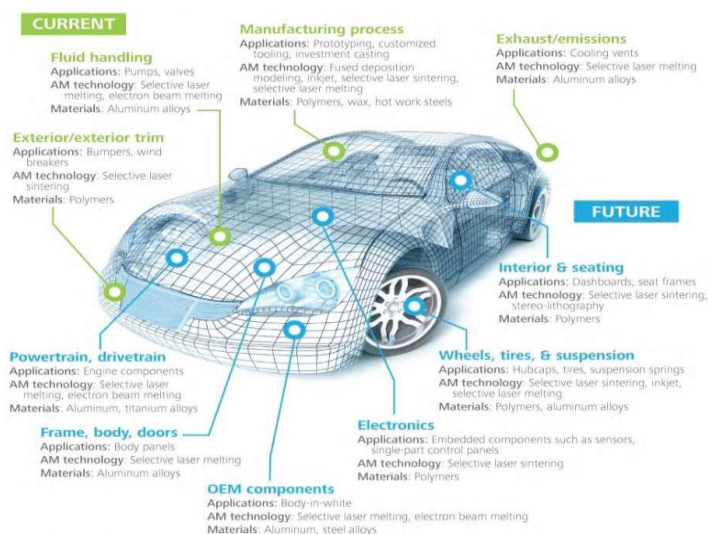 CURRENT
Fluid handling
Applications: Pumps, valves
AM technology: Selective laser
melting, electron beam melting
Materials: Aluminum alloys
Manufacturing process
Applications: Prototyping, customized
tooling, investment casting
AM technology: Fused deposition
modeling, inkjet, selective laser sintering,
selective laser melting
Materials: Polymers, wax, hot work steels
Exhaust/emissions
Applications: Cooling vents
AM technology: Selective laser melting
Materials: Aluminum alloys
Exterior/exterior trim
Applications: Bumpers, wind
breakers
AM technology: Selective laser
sintering
Materials: Polymers
FUTURE
Interior & seating
Applications: Dashboards, seat frames
AM technology: Selective laser sintering,
stereo-lithography
Materials: Polymers
Powertrain, drivetrain
Applications: Engine components
AM technology: Selective laser
melting, electron beam melting
Materials: Aluminum, titanium alloys
Wheels, tires, & suspension
Applications: Hubcaps, tires, suspension springs
AM technology: Selective laser sintering, inkjet,
selective laser melting
Materials: Polymers, aluminum alloys
Frame, body, doors
Applications: Body panels
AM technology: Selective laser melting
Materials: Aluminum alloys
Electronics
Applications: Embedded components such as sensors,
single-part control panels
AM technology: Selective laser sintering
Materials: Polymers
OEM components
Applications: Body-in-white
AM technology: Selective laser melting, electron beam melting
Materials: Aluminum, steel alloys